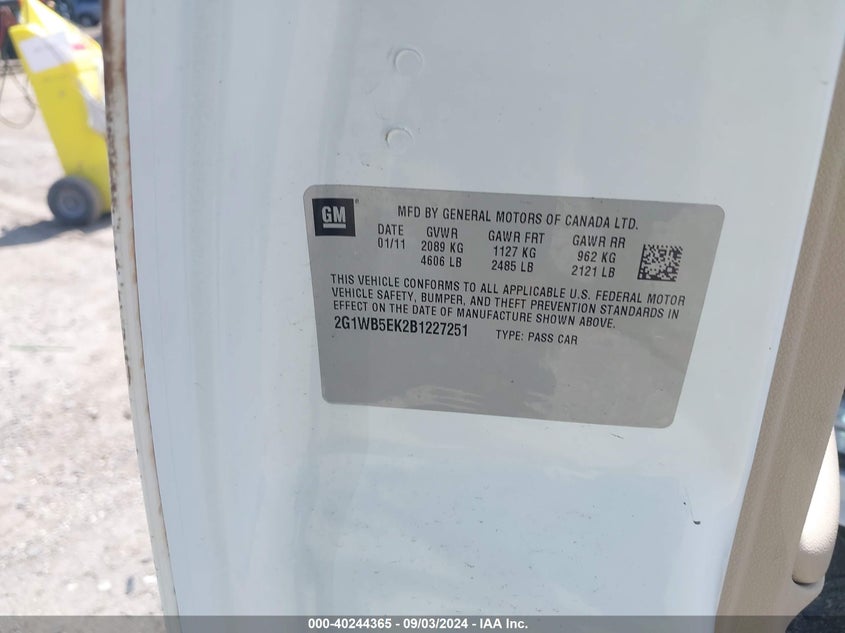 GM
MFD BY GENERAL MOTORS OF CANADA LTD.
DATE GVWR GAWR FRT GAWR RR
01/11 2089 KG 1127 KG 962 KG
4606 LB 2485 LB 2121 LB
THIS VEHICLE CONFORMS TO ALL APPLICABLE U.S. FEDERAL MOTOR
VEHICLE SAFETY, BUMPER, AND THEFT PREVENTION STANDARDS IN
EFFECT ON THE DATE OF MANUFACTURE SHOWN ABOVE.
2G1WB5EK2B1227251 TYPE: PASS CAR
000-40244365 - 09/03/2024 - IAA Inc.